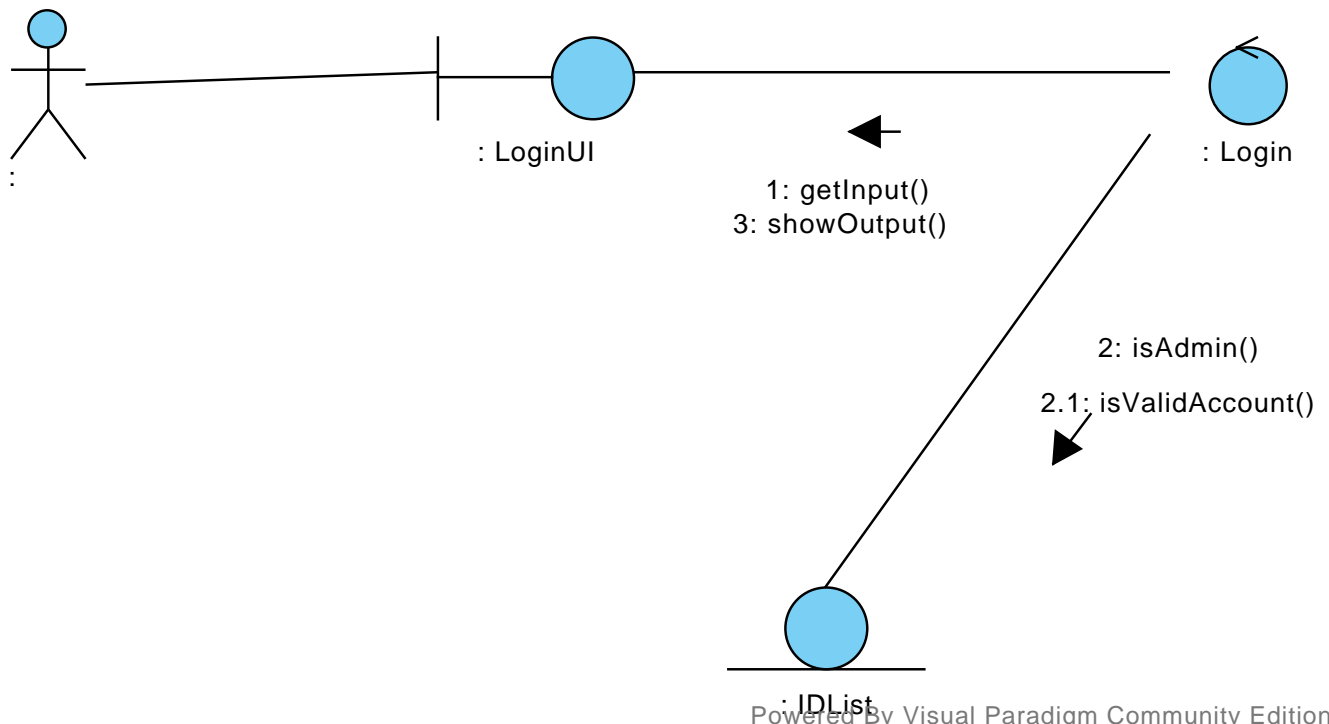 : LoginUI
: Login
:
1: getInput()
3: showOutput()
2: isAdmin()
2.1: isValidAccount()
: IDList
Powered By Visual Paradigm Community Edition